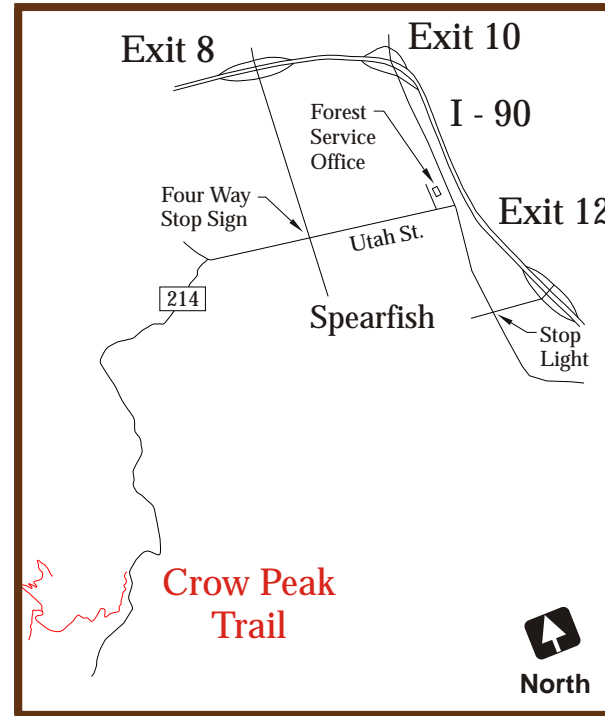 Exit 8
Exit 10
I - 90
Forest
Service
Office
Four Way
Stop Sign
Exit 12
Utah St.
214
Spearfish
Stop
Light
Crow Peak
Trail
North